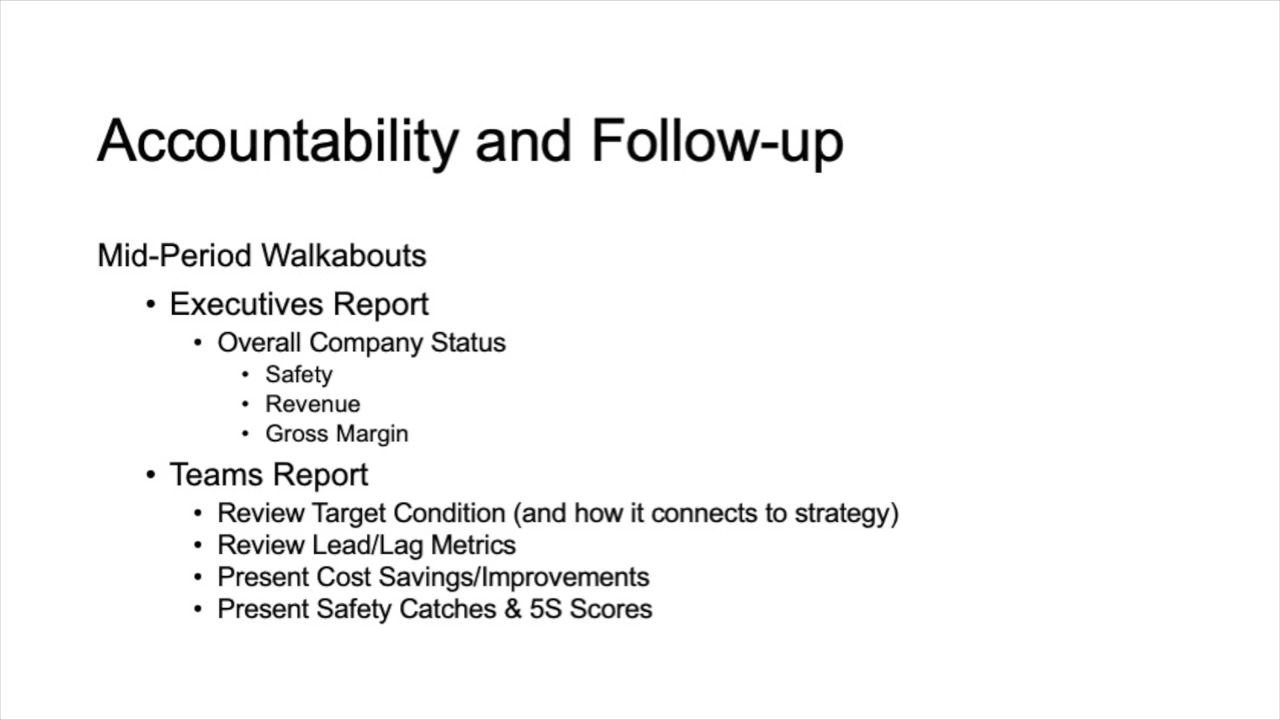 Accountability and Follow-up
Mid-Period Walkabouts
• Executives Report
• Overall Company Status
• Safety
• Revenue
• Gross Margin
• Teams Report
• Review Target Condition (and how it connects to strategy)
• Review Lead/Lag Metrics
• Present Cost Savings/Improvements
• Present Safety Catches & 5S Scores